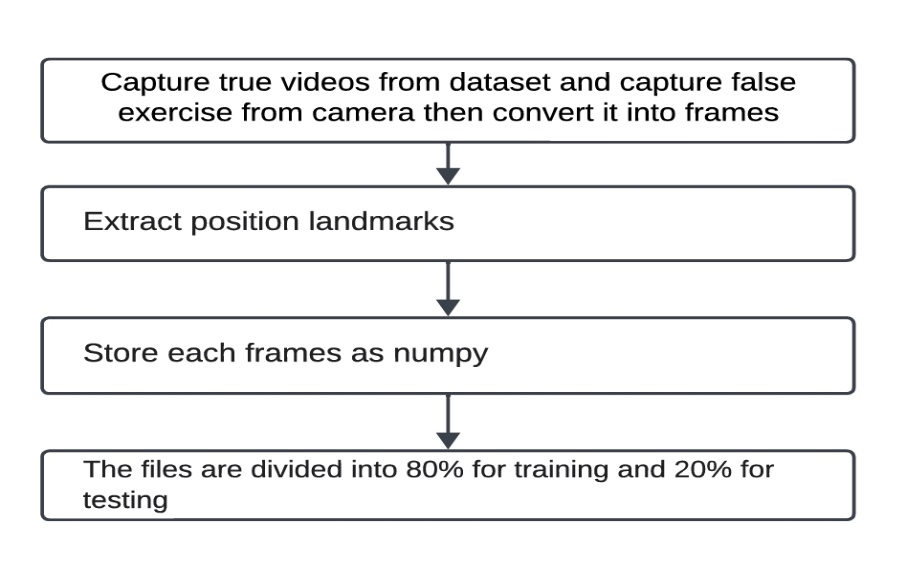 Capture true videos from dataset and capture false
exercise from camera then convert it into frames
Extract position landmarks
Store each frames as numpy
The files are divided into 80% for training and 20% for
testing